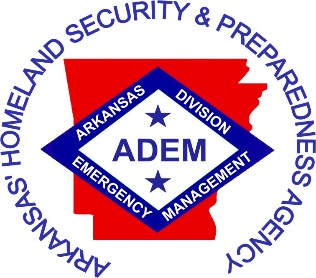 ARKANSAS' HOMELAND SECURITY & PREPAREDNESS AGENCY
ARKANSAS
DIVISION
ADEM
EMERGENCY
MANAGEMENT